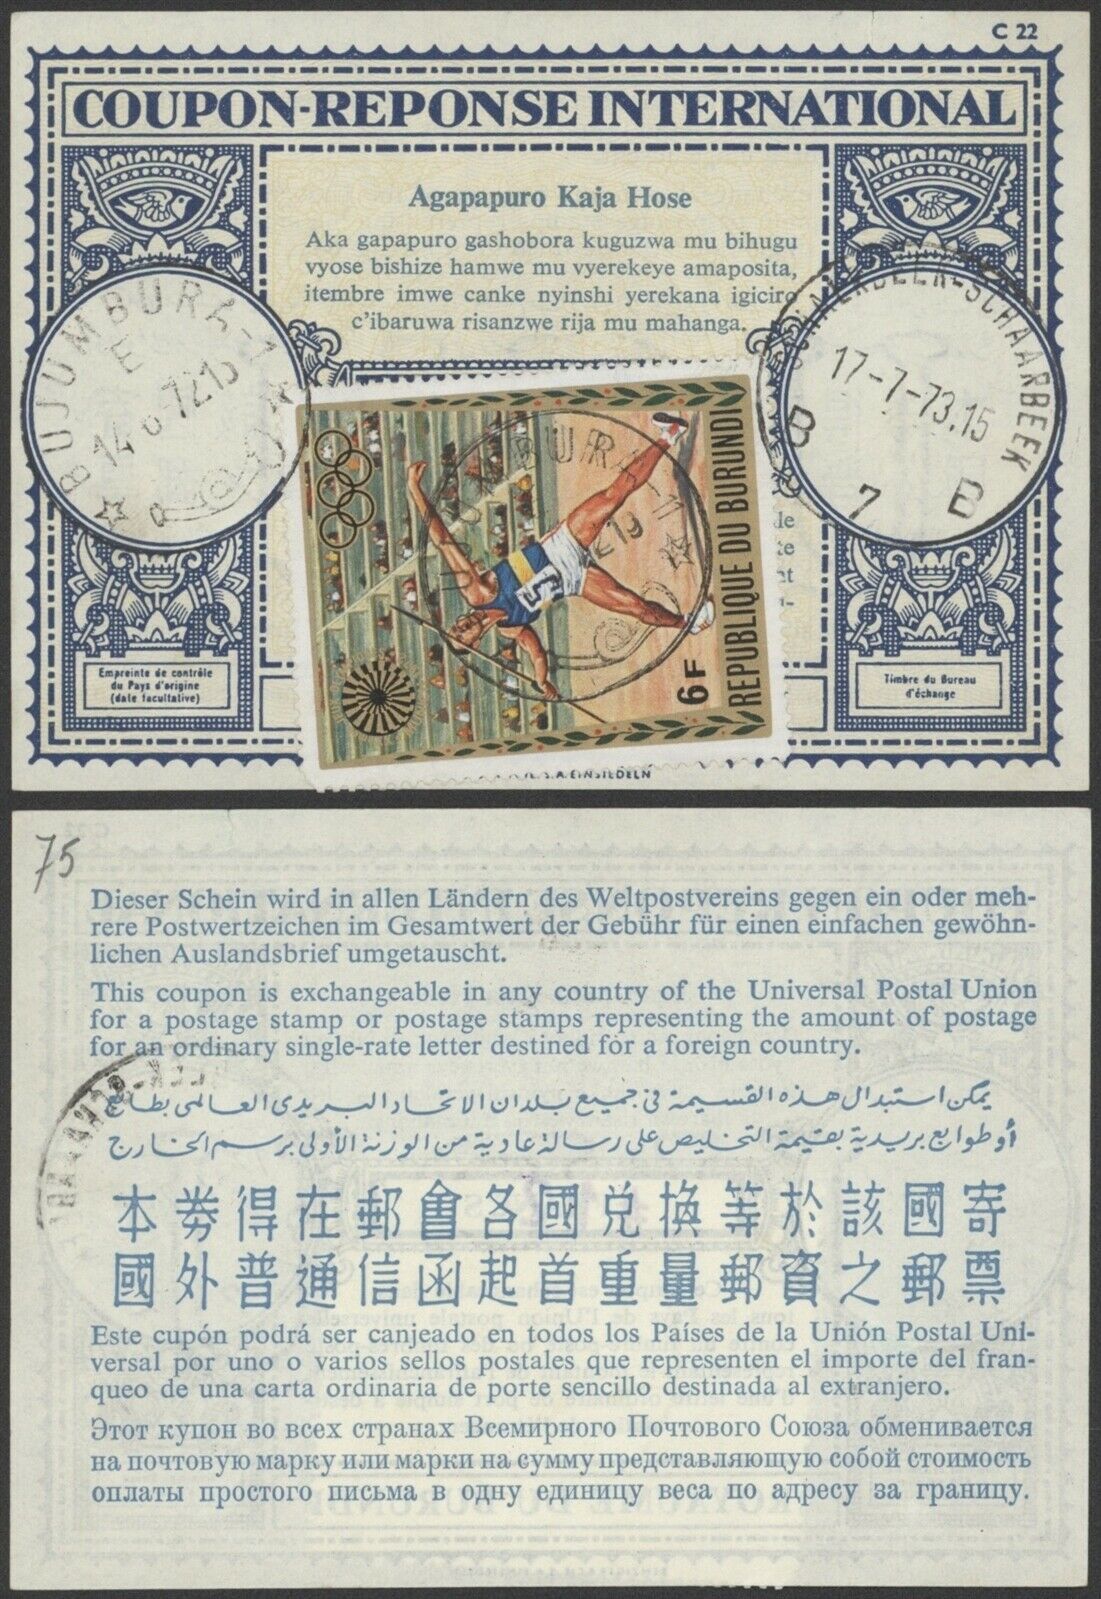 C 22
COUPON-REPONSE INTERNATIONAL
Agapapuro Kaja Hose
Aka gapapuro gashobora kuguzwa mu bihugu
vyose bishize hamwe mu vyerekeye amaposita,
itembre imwe canke nyinshi yerekana igiciro
c'ibaruwa risanzwe rija mu mahanga.
BUJUMBURA-1
E
SCHAERBEEK-SCHAARBEEK
17-7-73.15
B B
7
REPUBLIQUE DU BURUNDI
6F
Empreinte de contrôle
du Pays d'origine
(date facultative)
Timbre du Bureau
d'échange
S.A. EINSIEDELN
75
Dieser Schein wird in allen Ländern des Weltpostvereins gegen ein oder meh-
rere Postwertzeichen im Gesamtwert der Gebühr für einen einfachen gewöhn-
lichen Auslandsbrief umgetauscht.
This coupon is exchangeable in any country of the Universal Postal Union
for a postage stamp or postage stamps representing the amount of postage
for an ordinary single-rate letter destined for a foreign country.
يمكن استبدال هذه القسيمة فى جميع بلدان الاتحاد البريدى العالمى بطابع
أو طوابع بريدية بقيمة التخليص على رسالة عادية من الوزنة الأولى برسم الخارج
本券得在郵會各國兌換等於該國寄
國外普通信函起首重量郵資之郵票
Este cupón podrá ser canjeado en todos los Países de la Unión Postal Uni-
versal por uno o varios sellos postales que representen el importe del fran-
queo de una carta ordinaria de porte sencillo destinada al extranjero.
Этот купон во всех странах Всемирного Почтового Союза обменивается
на почтовую марку или марки на сумму представляющую собой стоимость
оплаты простого письма в одну единицу веса по адресу за границу.